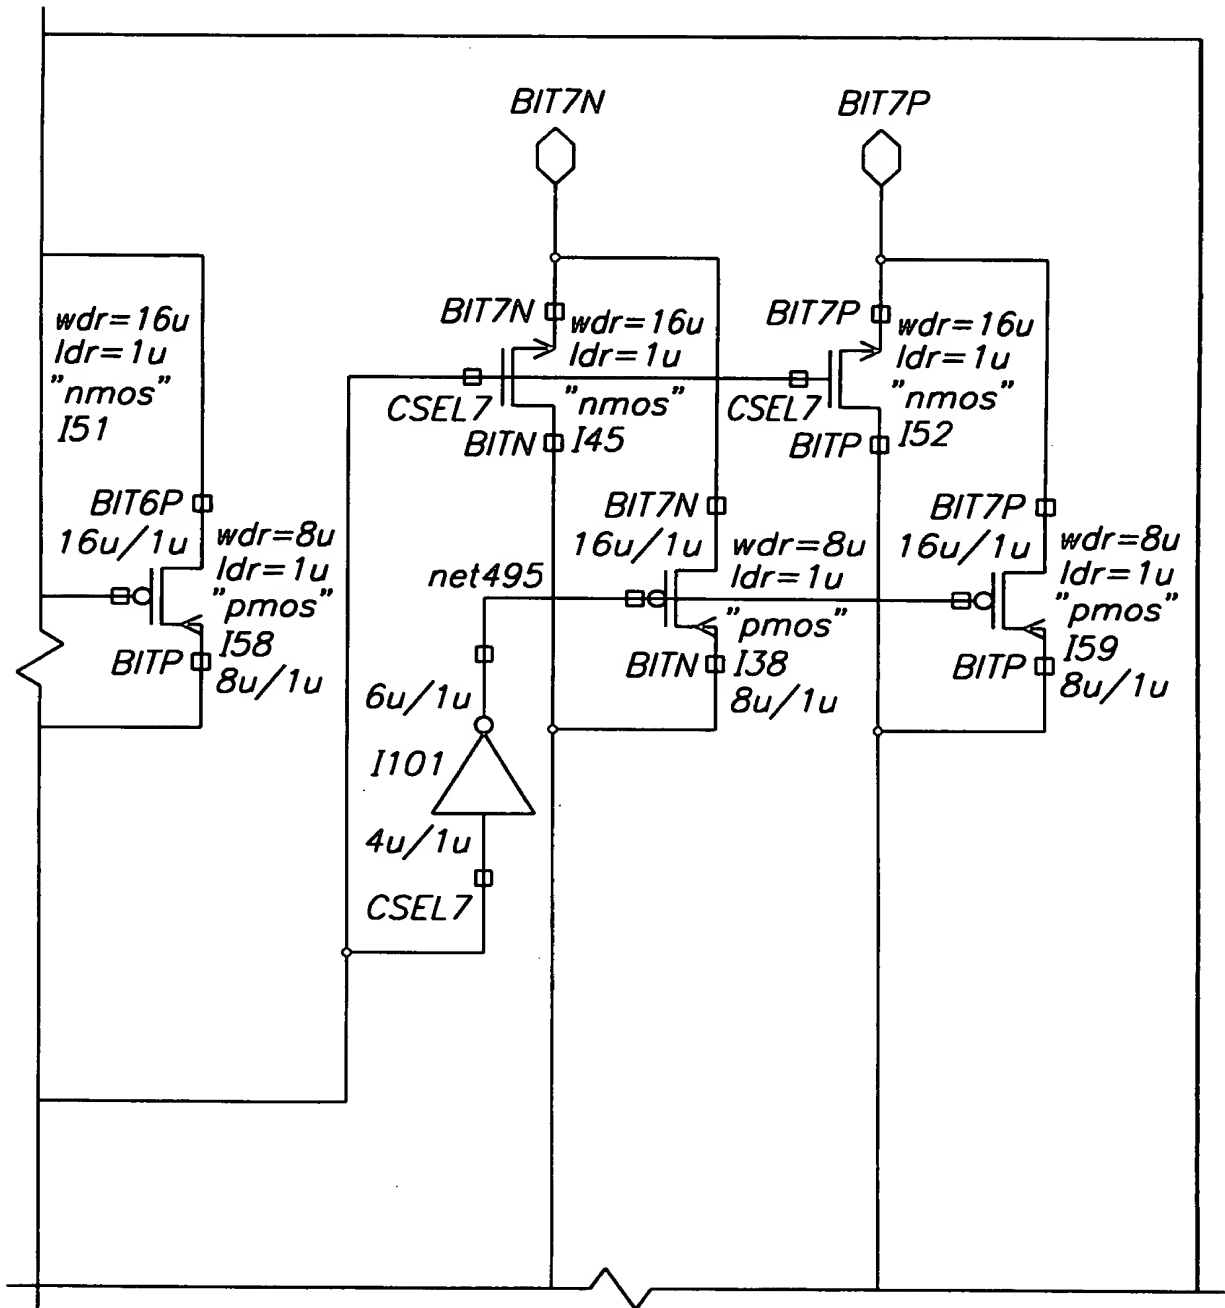 BIT7N
BIT7P
wdr=16u
ldr=1u
"nmos"
I51
BIT7N
wdr=16u
ldr=1u
"nmos"
CSEL7
BITN
I45
BIT7P
wdr=16u
ldr=1u
"nmos"
CSEL7
BITP
I52
BIT6P
16u/1u
wdr=8u
ldr=1u
"pmos"
I58
BITP
8u/1u
BIT7N
16u/1u
wdr=8u
ldr=1u
"pmos"
net495
BITN
I38
8u/1u
BIT7P
16u/1u
wdr=8u
ldr=1u
"pmos"
I59
BITP
8u/1u
6u/1u
I101
4u/1u
CSEL7